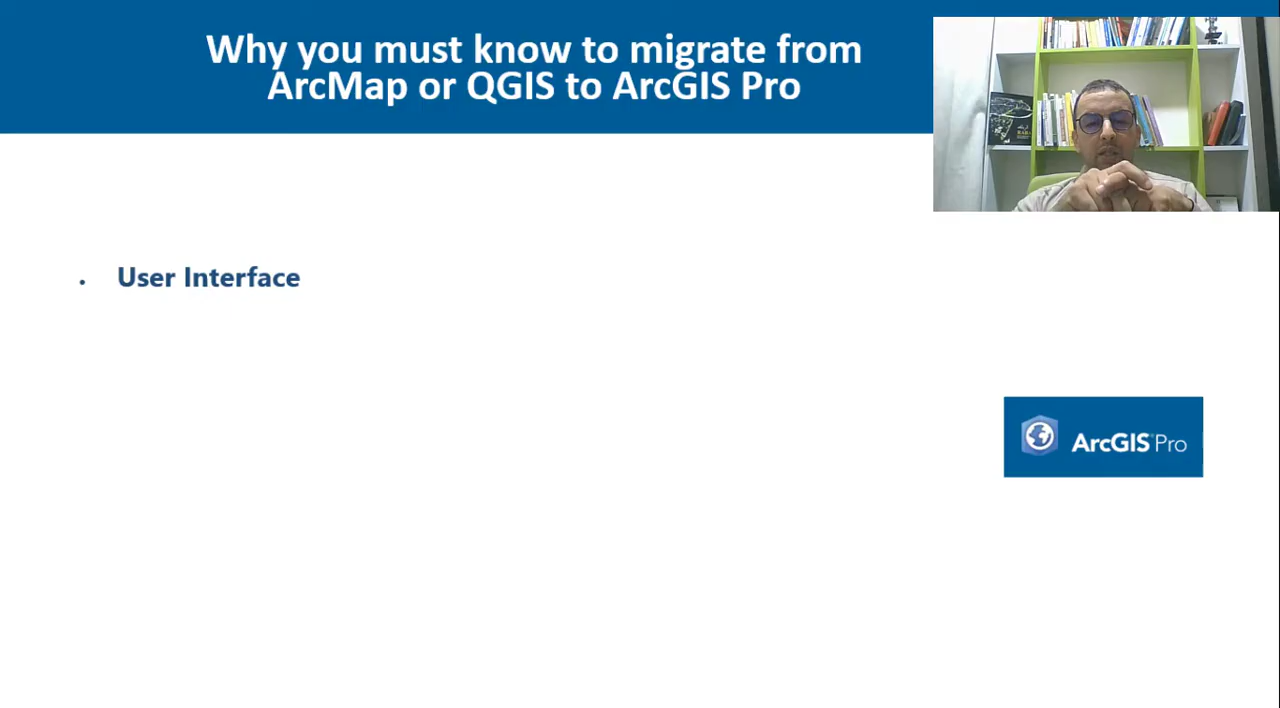 Why you must know to migrate from
ArcMap or QGIS to ArcGIS Pro
• User Interface
ArcGIS Pro